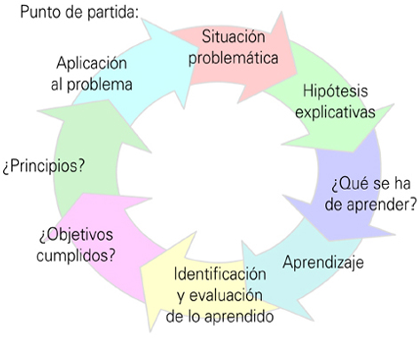 Punto de partida:
Situación
problemática
Hipótesis
explicativas
¿Qué se ha
de aprender?
Aprendizaje
Identificación
y evaluación
de lo aprendido
¿Objetivos
cumplidos?
¿Principios?
Aplicación
al problema